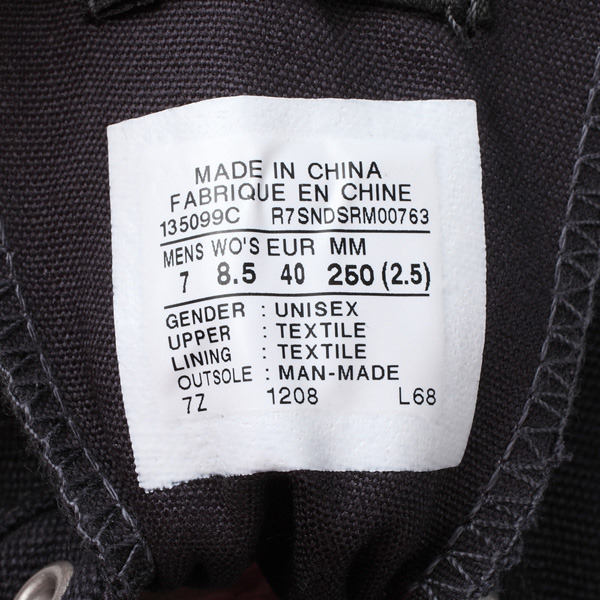 MADE IN CHINA
FABRIQUE EN CHINE
135099C R7SNDSRM00763
MENS WO'S EUR MM
7 8.5 40 260 (2.5)
GENDER : UNISEX
UPPER : TEXTILE
LINING : TEXTILE
OUTSOLE : MAN-MADE
7Z 1208 L68